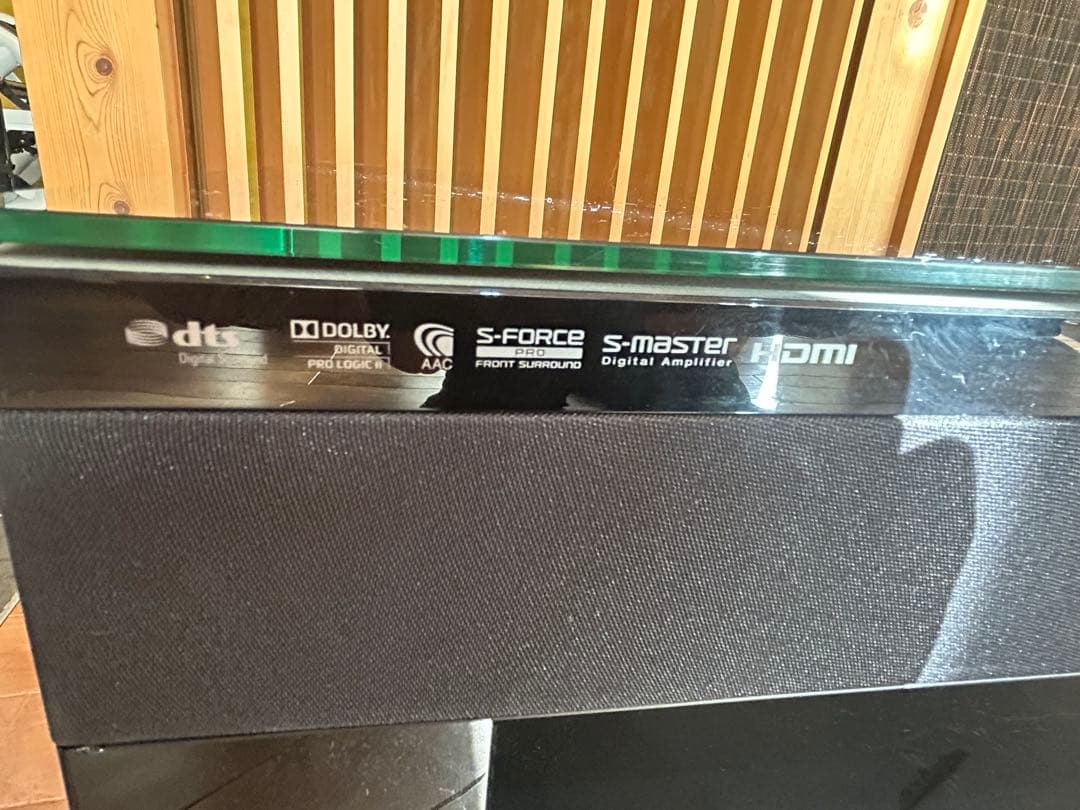 dts
Digital Surround
DOLBY
DIGITAL
PRO LOGIC II
AAC
S-FORCE
PRO
FRONT SURROUND
S-MASTER
Digital Amplifier
HDMI